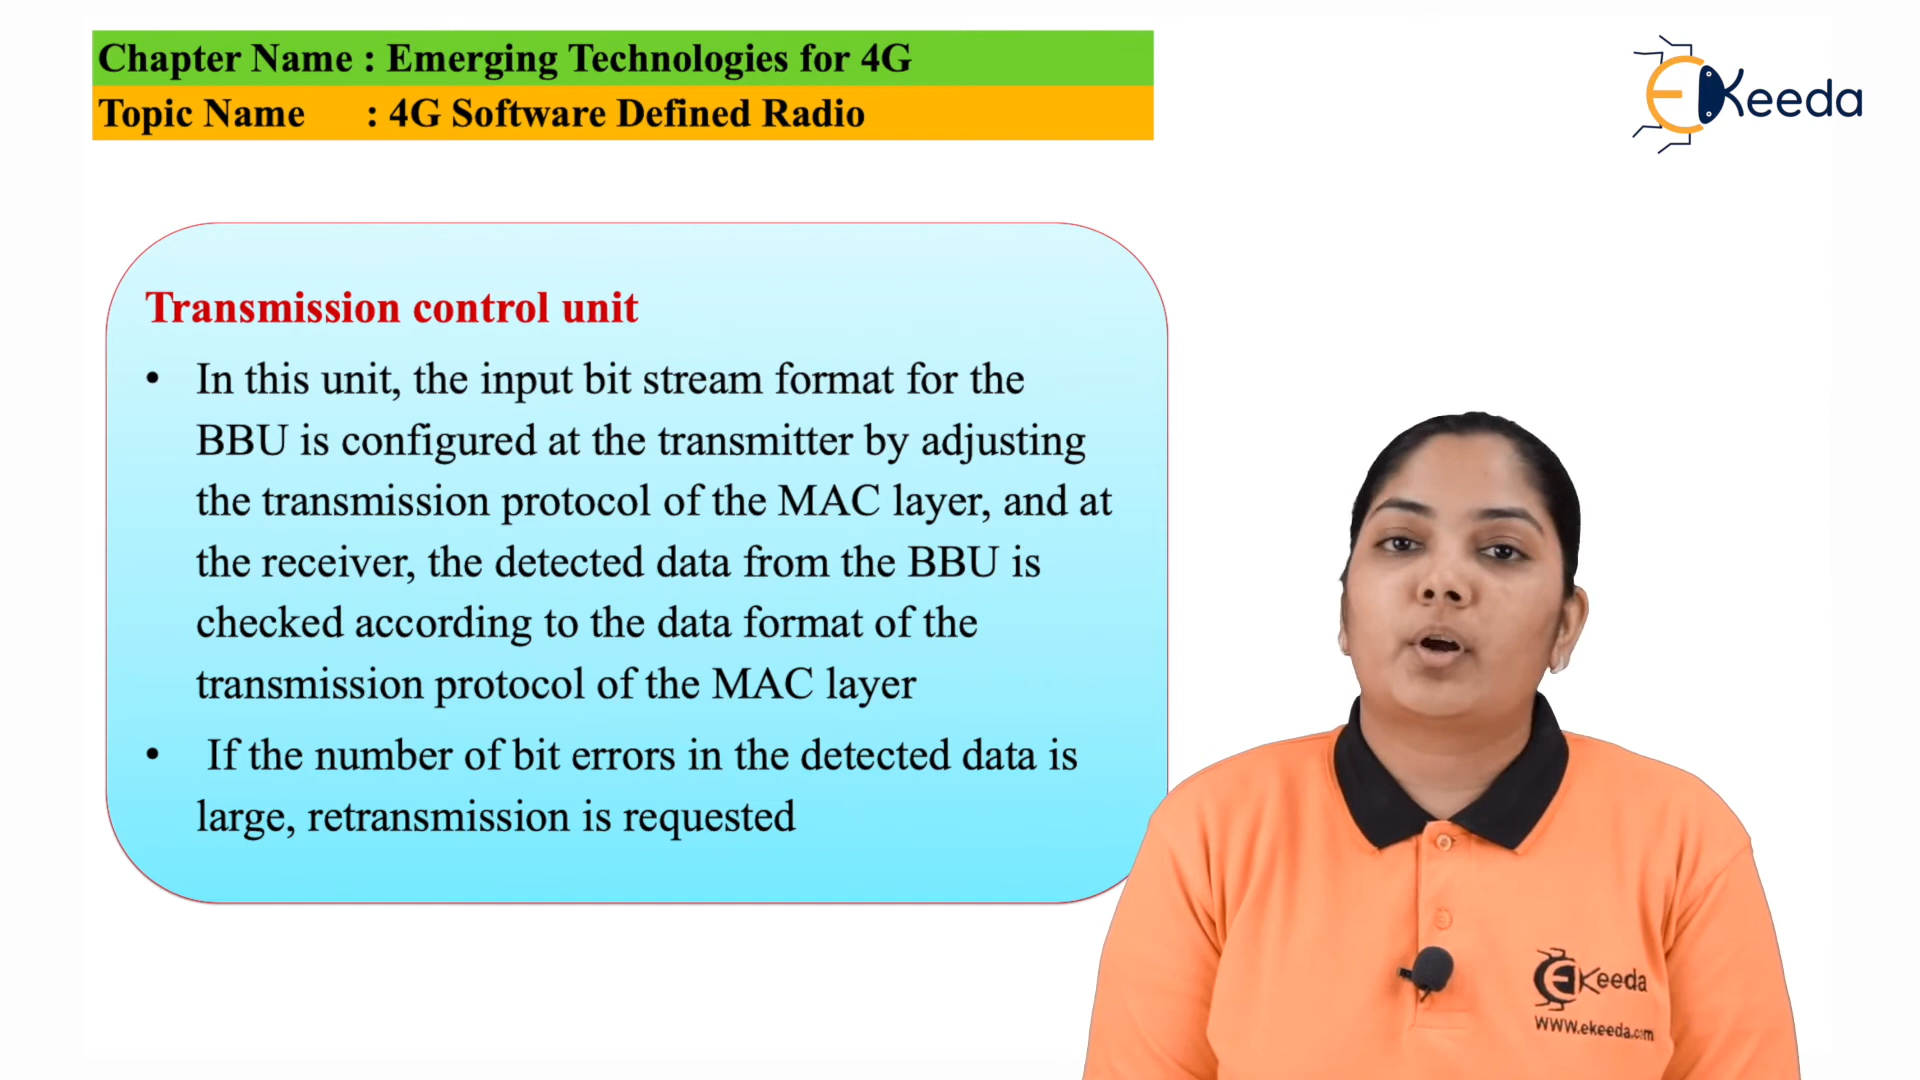 Chapter Name : Emerging Technologies for 4G
Topic Name : 4G Software Defined Radio
EKeeda
Transmission control unit
• In this unit, the input bit stream format for the
BBU is configured at the transmitter by adjusting
the transmission protocol of the MAC layer, and at
the receiver, the detected data from the BBU is
checked according to the data format of the
transmission protocol of the MAC layer
• If the number of bit errors in the detected data is
large, retransmission is requested
EKeeda
WWW.ekeeda.com